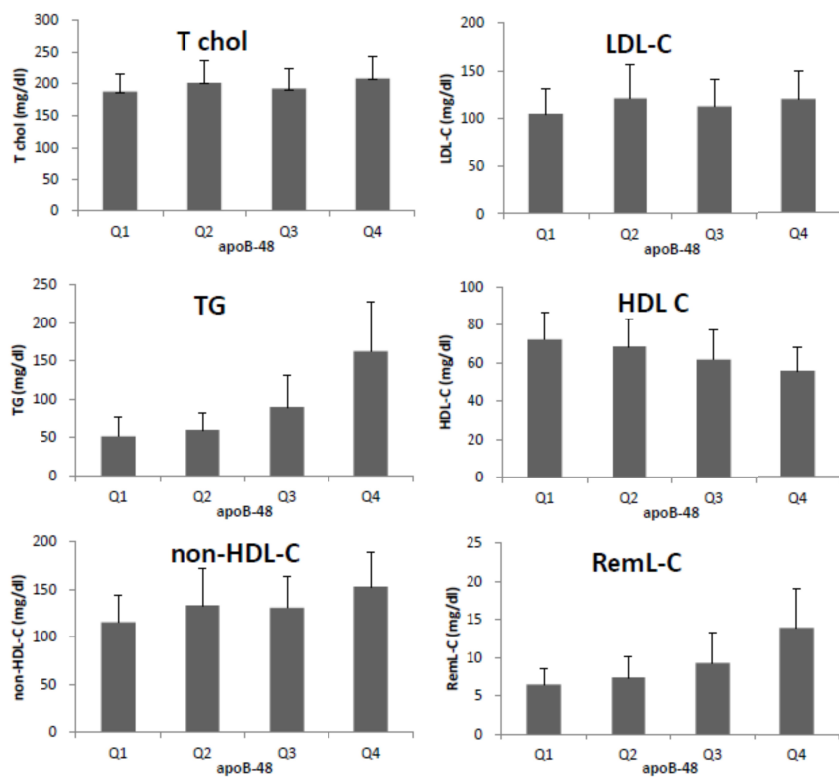 T chol
T chol (mg/dl)
300
250
200
150
100
50
0
Q1 Q2 Q3 Q4
apoB-48
LDL-C
LDL-C (mg/dl)
200
150
100
50
0
Q1 Q2 Q3 Q4
apoB-48
TG
TG (mg/dl)
250
200
150
100
50
0
Q1 Q2 Q3 Q4
apoB-48
HDL C
HDL-C (mg/dl)
100
80
60
40
20
0
Q1 Q2 Q3 Q4
apoB-48
non-HDL-C
non-HDL-C (mg/dl)
200
150
100
50
0
Q1 Q2 Q3 Q4
apoB-48
RemL-C
RemL-C (mg/dl)
25
20
15
10
5
0
Q1 Q2 Q3 Q4
apoB-48